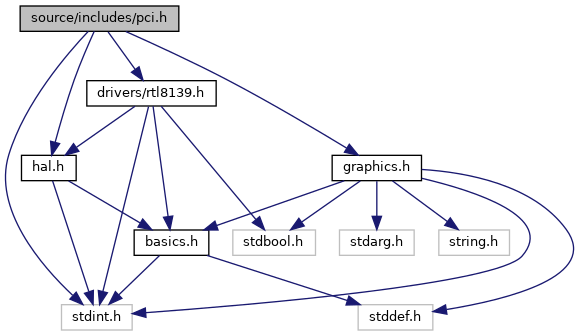 source/includes/pci.h
drivers/rtl8139.h
hal.h
graphics.h
basics.h
stdbool.h
stdarg.h
string.h
stdint.h
stddef.h